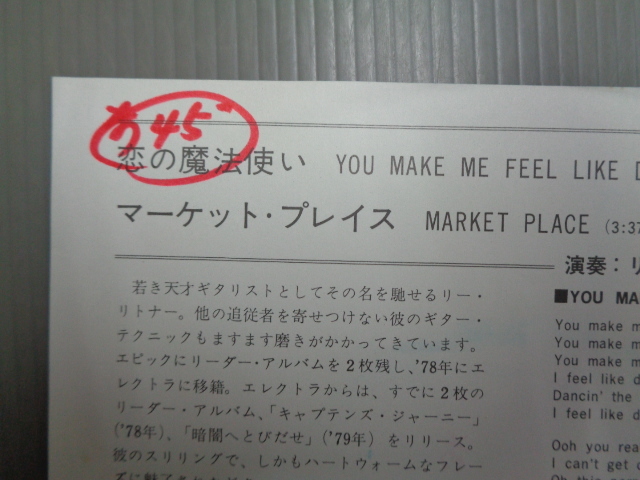 う45"
恋の魔法使い YOU MAKE ME FEEL LIKE D
マーケット・プレイス MARKET PLACE (3:37
演奏:リ
若き天才ギタリストとしてその名を馳せるリー・
リトナー。他の追従者を寄せつけない彼のギター・
テクニックもますます磨きがかかってきています。
エピックにリーダー・アルバムを2枚残し、'78年にエ
レクトラに移籍。エレクトラからは、すでに2枚の
リーダー・アルバム、「キャプテンズ・ジャーニー」
('78年)、「暗闇へとびだせ」('79年) をリリース。
彼のスリリングで、しかもハートウォームなフレー
■YOU MA
You make m
You make m
You make m
I feel like d
Dancin' the
I feel like d
Ooh you rea
I can't get o